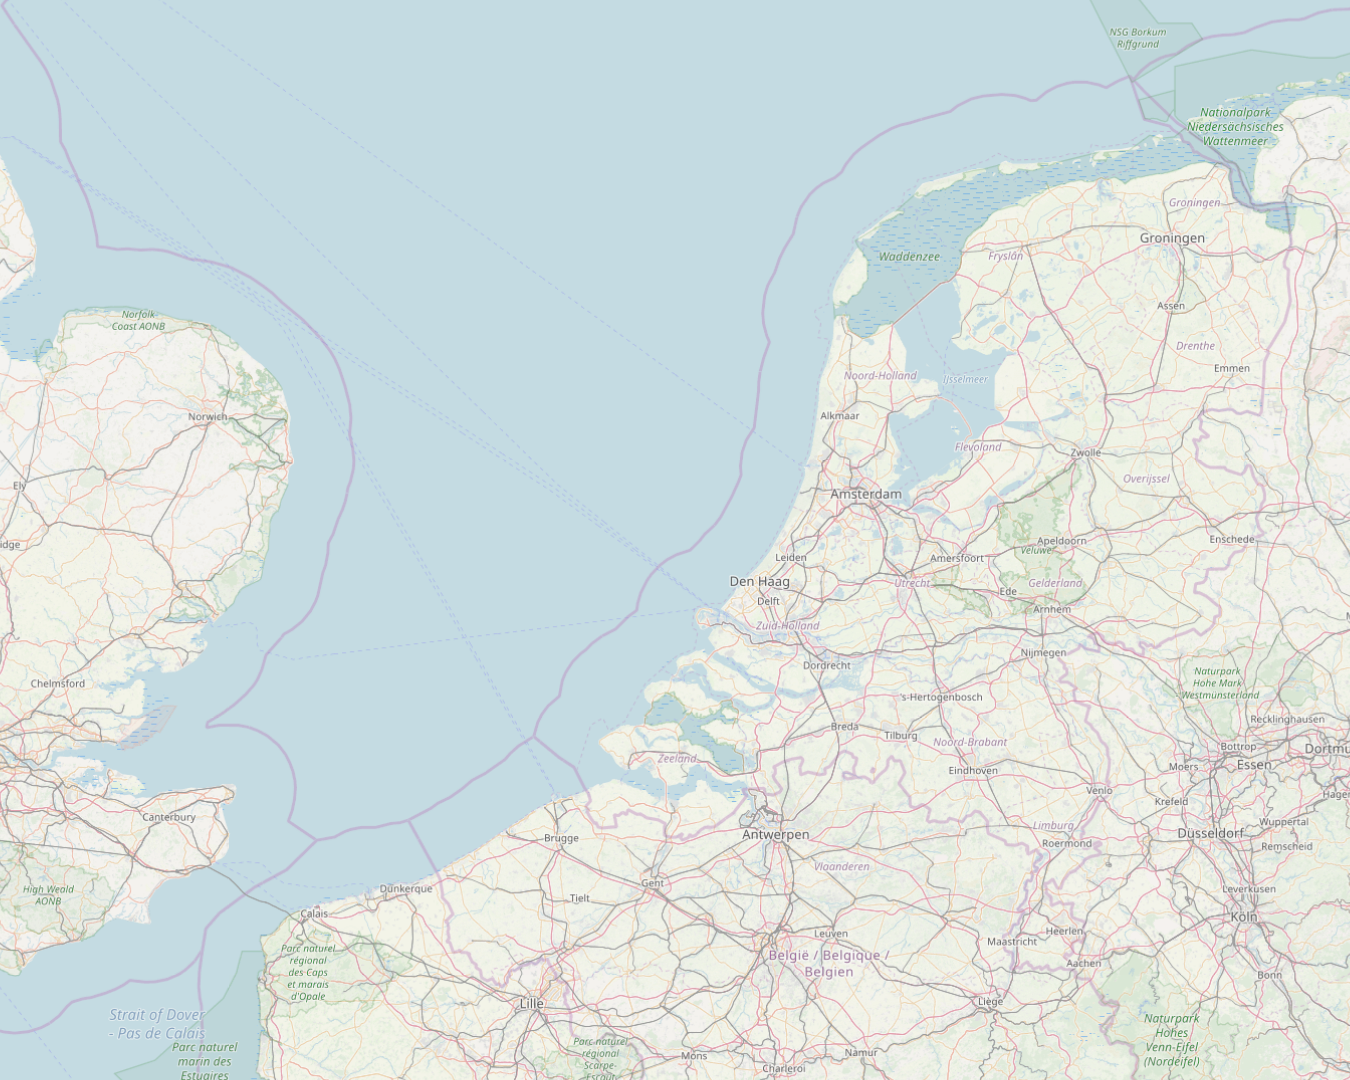 NSG Borkum
Riffgrund
Nationalpark
Niedersächsisches
Wattenmeer
Groningen
Groningen
Waddenzee
Fryslân
Assen
Norfolk
Coast AONB
Drenthe
Emmen
Noord-Holland
IJsselmeer
Norwich
Alkmaar
Flevoland
Zwolle
Overijssel
Ely
Amsterdam
idge
Leiden
Amersfoort
Apeldoorn
Veluwe
Enschede
Den Haag
Utrecht
Gelderland
Ede
Delft
Arnhem
Zuid-Holland
Nijmegen
Dordrecht
Chelmsford
's-Hertogenbosch
Naturpark
Hohe Mark
Westmünsterland
Breda
Tilburg
Recklinghausen
Noord-Brabant
Bottrop
Dortmu
Zeeland
Eindhoven
Moers
Essen
Venlo
Krefeld
Hagen
Canterbury
Limburg
Wuppertal
Brugge
Antwerpen
Roermond
Düsseldorf
Remscheid
Vlaanderen
High Weald
AONB
Dunkerque
Gent
Tielt
Leverkusen
Calais
Köln
Leuven
Heerlen
Maastricht
Parc naturel
régional
des Caps
et marais
d'Opale
België / Belgique /
Belgien
Aachen
Bonn
Lille
Liège
Strait of Dover
- Pas de Calais
Naturpark
Hohes
Venn-Eifel
(Nordeifel)
Parc naturel
marin des
Estuaires
Parc naturel
régional
Scarpe-
Escaut
Mons
Namur
Charleroi